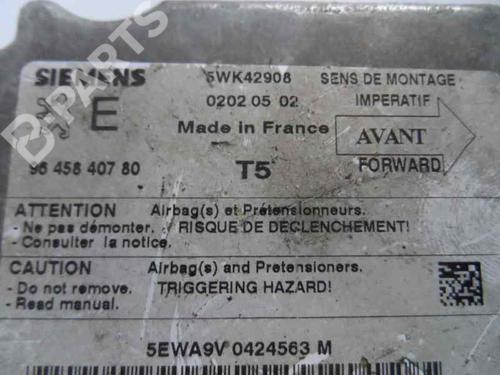 SIEMENS 5WK42908 SENS DE MONTAGE
E 0202 05 02 IMPERATIF
Made in France AVANT
96 458 407 80 T5 FORWARD
ATTENTION Airbag(s) et Prétensionneurs.
- Ne pas démonter. RISQUE DE DECLENCHEMENT!
- Consulter la notice.
CAUTION Airbag(s) and Pretensioners.
- Do not remove. TRIGGERING HAZARD!
- Read manual.
5EWA9V 0424563 M
B-PARTS